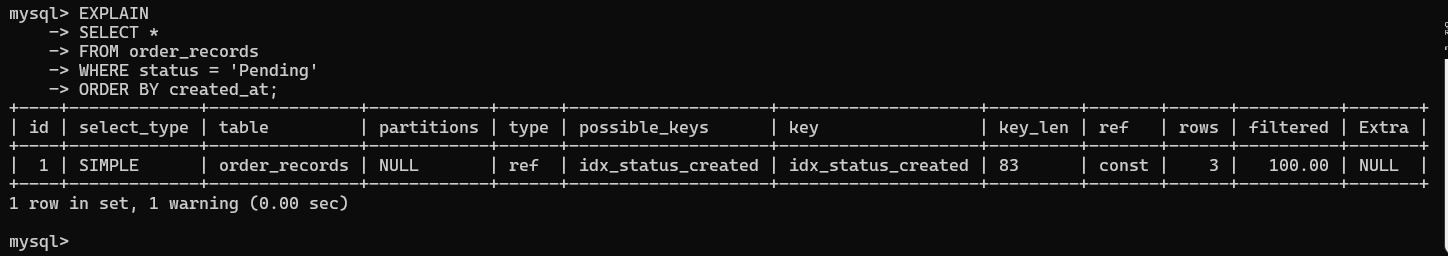 mysql> EXPLAIN
    -> SELECT *
    -> FROM order_records
    -> WHERE status = 'Pending'
    -> ORDER BY created_at;
+----+-------------+---------------+------------+------+--------------------+--------------------+---------+-------+------+----------+-------+
| id | select_type | table         | partitions | type | possible_keys      | key                | key_len | ref   | rows | filtered | Extra |
+----+-------------+---------------+------------+------+--------------------+--------------------+---------+-------+------+----------+-------+
|  1 | SIMPLE      | order_records | NULL       | ref  | idx_status_created | idx_status_created | 83      | const |    3 |   100.00 | NULL  |
+----+-------------+---------------+------------+------+--------------------+--------------------+---------+-------+------+----------+-------+
1 row in set, 1 warning (0.00 sec)

mysql>